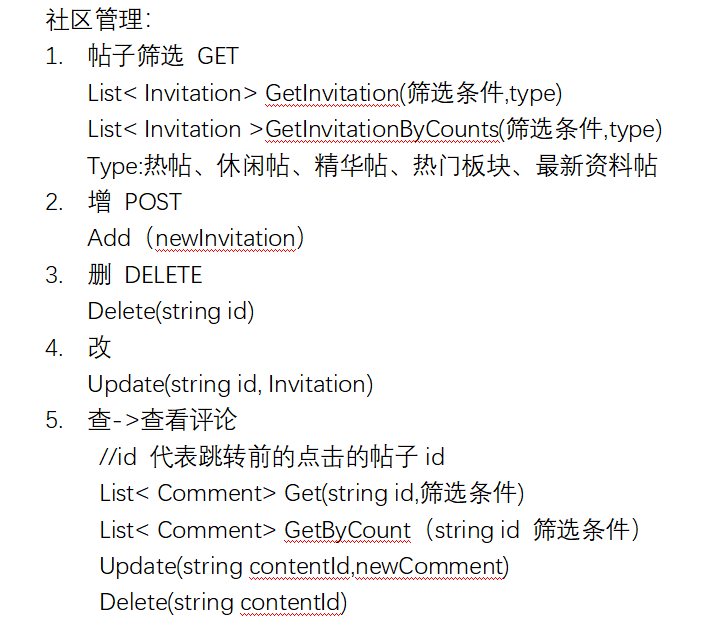 社区管理：
1. 帖子筛选 GET
List< Invitation> GetInvitation(筛选条件,type)
List< Invitation >GetInvitationByCounts(筛选条件,type)
Type:热帖、休闲帖、精华帖、热门板块、最新资料帖
2. 增 POST
Add（newInvitation）
3. 删 DELETE
Delete(string id)
4. 改
Update(string id, Invitation)
5. 查->查看评论
//id 代表跳转前的点击的帖子 id
List< Comment> Get(string id,筛选条件)
List< Comment> GetByCount（string id 筛选条件）
Update(string contentId,newComment)
Delete(string contentId)